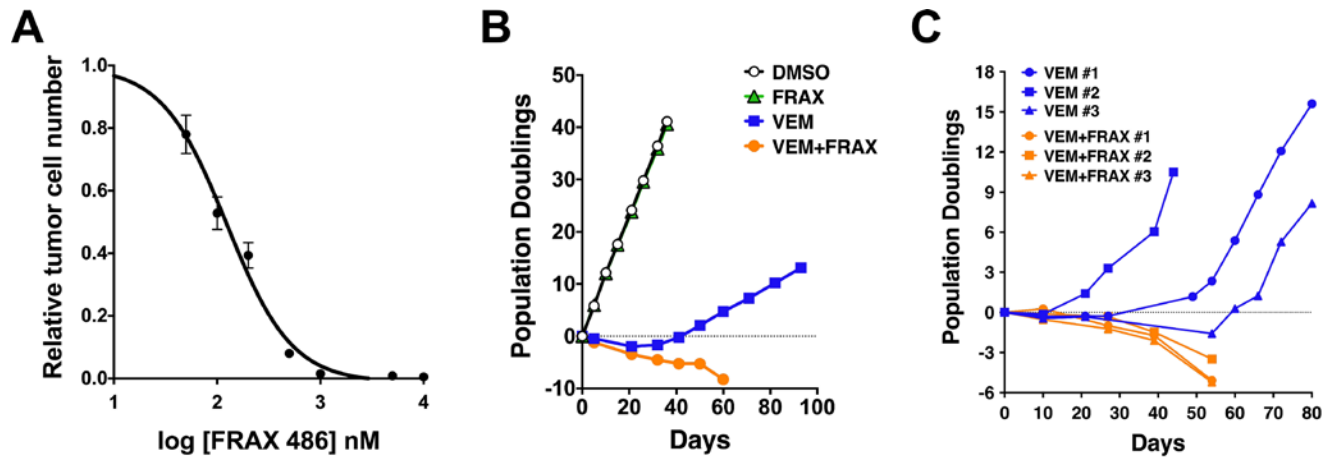 A
Relative tumor cell number
1.0
0.8
0.6
0.4
0.2
0.0
1 2 3 4
log [FRAX 486] nM
B
Population Doublings
50
40
30
20
10
0
-10
0 20 40 60 80 100
Days
DMSO
FRAX
VEM
VEM+FRAX
C
Population Doublings
18
15
12
9
6
3
0
-3
-6
0 10 20 30 40 50 60 70 80
Days
VEM #1
VEM #2
VEM #3
VEM+FRAX #1
VEM+FRAX #2
VEM+FRAX #3